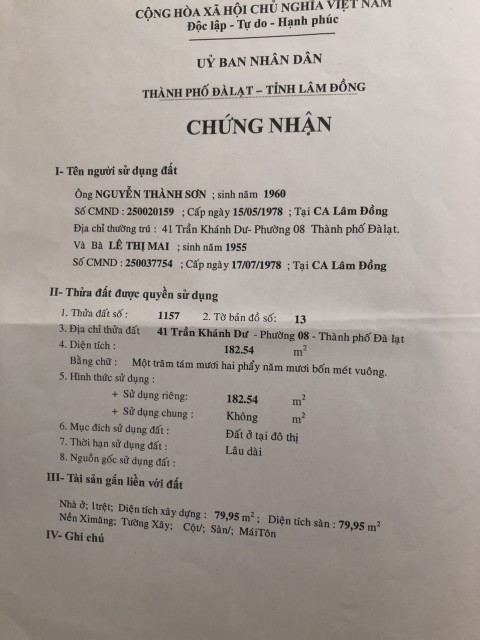 CỘNG HÒA XÃ HỘI CHỦ NGHĨA VIỆT NAM
Độc lập - Tự do - Hạnh phúc
UỶ BAN NHÂN DÂN
THÀNH PHỐ ĐÀLẠT – TỈNH LÂM ĐỒNG
CHỨNG NHẬN
I- Tên người sử dụng đất
Ông NGUYỄN THÀNH SƠN ; sinh năm 1960
Số CMND : 250020159 ; Cấp ngày 15/05/1978 ; Tại CA Lâm Đồng
Địa chỉ thường trú : 41 Trần Khánh Dư- Phường 08 Thành phố Đà lạt.
Và Bà LÊ THỊ MAI ; sinh năm 1955
Số CMND : 250037754 ; Cấp ngày 17/07/1978 ; Tại CA Lâm Đồng
II- Thửa đất được quyền sử dụng
1. Thửa đất số : 1157 2. Tờ bản đồ số: 13
3. Địa chỉ thửa đất 41 Trần Khánh Dư - Phường 08 - Thành phố Đà lạt
4. Diện tích : 182.54 m²
Bằng chữ : Một trăm tám mươi hai phẩy năm mươi bốn mét vuông.
5. Hình thức sử dụng :
+ Sử dụng riêng: 182.54 m²
+ Sử dụng chung : Không m²
6. Mục đích sử dụng đất : Đất ở tại đô thị
7. Thời hạn sử dụng đất : Lâu dài
8. Nguồn gốc sử dụng đất :
III- Tài sản gắn liền với đất
Nhà ở; 1trệt; Diện tích xây dựng : 79,95 m² ; Diện tích sàn : 79,95 m²
Nền Ximăng; Tường Xây; Cột/; Sàn/; MáiTôn
IV- Ghi chú